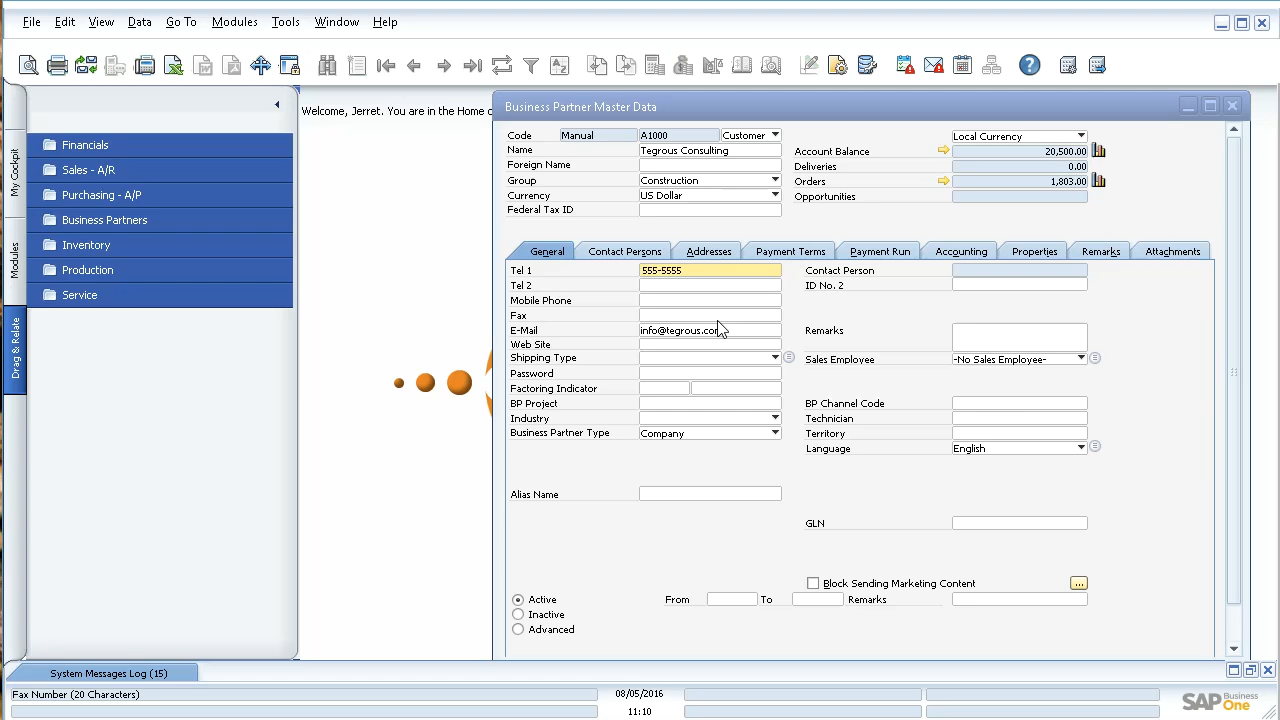 File Edit View Data Go To Modules Tools Window Help
Welcome, Jerret. You are in the Home
My Cockpit
Modules
Drag & Relate
Financials
Sales - A/R
Purchasing - A/P
Business Partners
Inventory
Production
Service
Business Partner Master Data
Code Manual A1000 Customer Local Currency
Name Tegrous Consulting Account Balance 20,500.00
Foreign Name Deliveries 0.00
Group Construction Orders 1,803.00
Currency US Dollar Opportunities
Federal Tax ID
General Contact Persons Addresses Payment Terms Payment Run Accounting Properties Remarks Attachments
Tel 1 555-5555 Contact Person
Tel 2 ID No. 2
Mobile Phone
Fax
E-Mail info@tegrous.com Remarks
Web Site
Shipping Type Sales Employee -No Sales Employee-
Password
Factoring Indicator
BP Project BP Channel Code
Industry Technician
Business Partner Type Company Territory
Language English
Alias Name
GLN
Block Sending Marketing Content ...
Active From To Remarks
Inactive
Advanced
System Messages Log (15)
Fax Number (20 Characters) 08/05/2016
11:10
SAP Business One